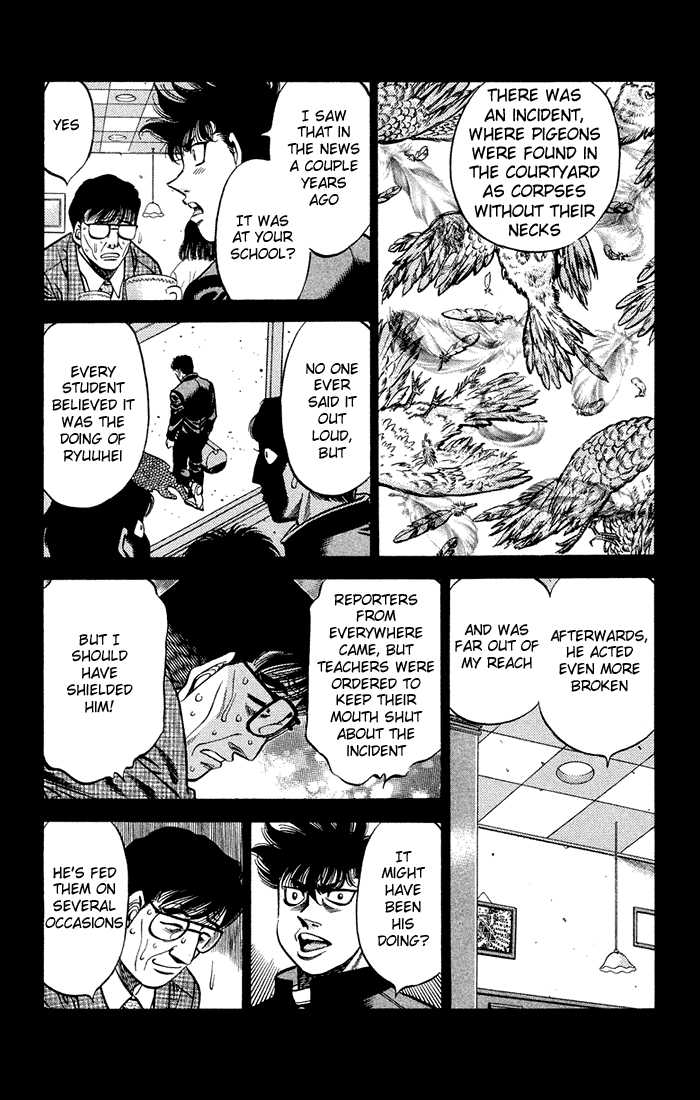 THERE WAS
AN INCIDENT,
WHERE PIGEONS
WERE FOUND IN
THE COURTYARD
AS CORPSES
WITHOUT THEIR
NECKS
I SAW
THAT IN
THE NEWS
A COUPLE
YEARS
AGO
IT WAS
AT YOUR
SCHOOL?
YES
NO ONE
EVER
SAID IT
OUT
LOUD,
BUT
EVERY
STUDENT
BELIEVED IT
WAS THE
DOING OF
RYUUHEI
AFTERWARDS,
HE ACTED
EVEN MORE
BROKEN
AND WAS
FAR OUT OF
MY REACH
REPORTERS
FROM
EVERYWHERE
CAME, BUT
TEACHERS WERE
ORDERED TO
KEEP THEIR
MOUTH SHUT
ABOUT THE
INCIDENT
BUT I
SHOULD
HAVE
SHIELDED
HIM!
IT
MIGHT
HAVE
BEEN
HIS
DOING?
HE'S FED
THEM ON
SEVERAL
OCCASIONS